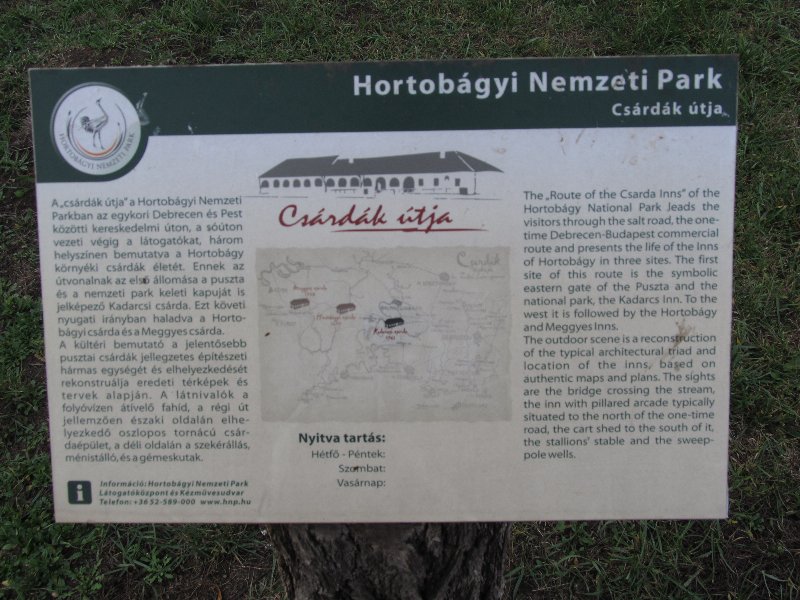 Hortobágyi Nemzeti Park
Csárdák útja
HORTOBÁGYI NEMZETI PARK
A „csárdák útja" a Hortobágyi Nemzeti
Parkban az egykori Debrecen és Pest
közötti kereskedelmi úton, a sóúton
vezeti végig a látogatókat, három
helyszínen bemutatva a Hortobágy
környéki csárdák életét. Ennek az
útvonalnak az első állomása a puszta
és a nemzeti park keleti kapuját is
jelképező Kadarcsi csárda. Ezt követi
nyugati irányban haladva a Horto-
bágyi csárda és a Meggyes csárda.
A kültéri bemutató a jelentősebb
pusztai csárdák jellegzetes építészeti
hármas egységét és elhelyezkedését
rekonstruálja eredeti térképek és
tervek alapján. A látnivalók a
folyóvizen átívelő fahíd, a régi út
jellemzően északi oldalán elhe-
lyezkedő oszlopos tornácú csár-
daépület, a déli oldalán a szekérállás,
ménistálló, és a gémeskutak.
Információ: Hortobágyi Nemzeti Park
Látogatóközpont és Kézművesudvar
Telefon: +36 52-589-000 www.hnp.hu
Csárdák útja
Csárdák
Nyitva tartás:
Hétfő - Péntek:
Szombat:
Vasárnap:
The „Route of the Csarda Inns" of the
Hortobágy National Park leads the
visitors through the salt road, the one-
time Debrecen-Budapest commercial
route and presents the life of the Inns
of Hortobágy in three sites. The first
site of this route is the symbolic
eastern gate of the Puszta and the
national park, the Kadarcs Inn. To the
west it is followed by the Hortobágy
and Meggyes Inns.
The outdoor scene is a reconstruction
of the typical architectural triad and
location of the inns, based on
authentic maps and plans. The sights
are the bridge crossing the stream,
the inn with pillared arcade typically
situated to the north of the one-time
road, the cart shed to the south of it,
the stallions' stable and the sweep-
pole wells.